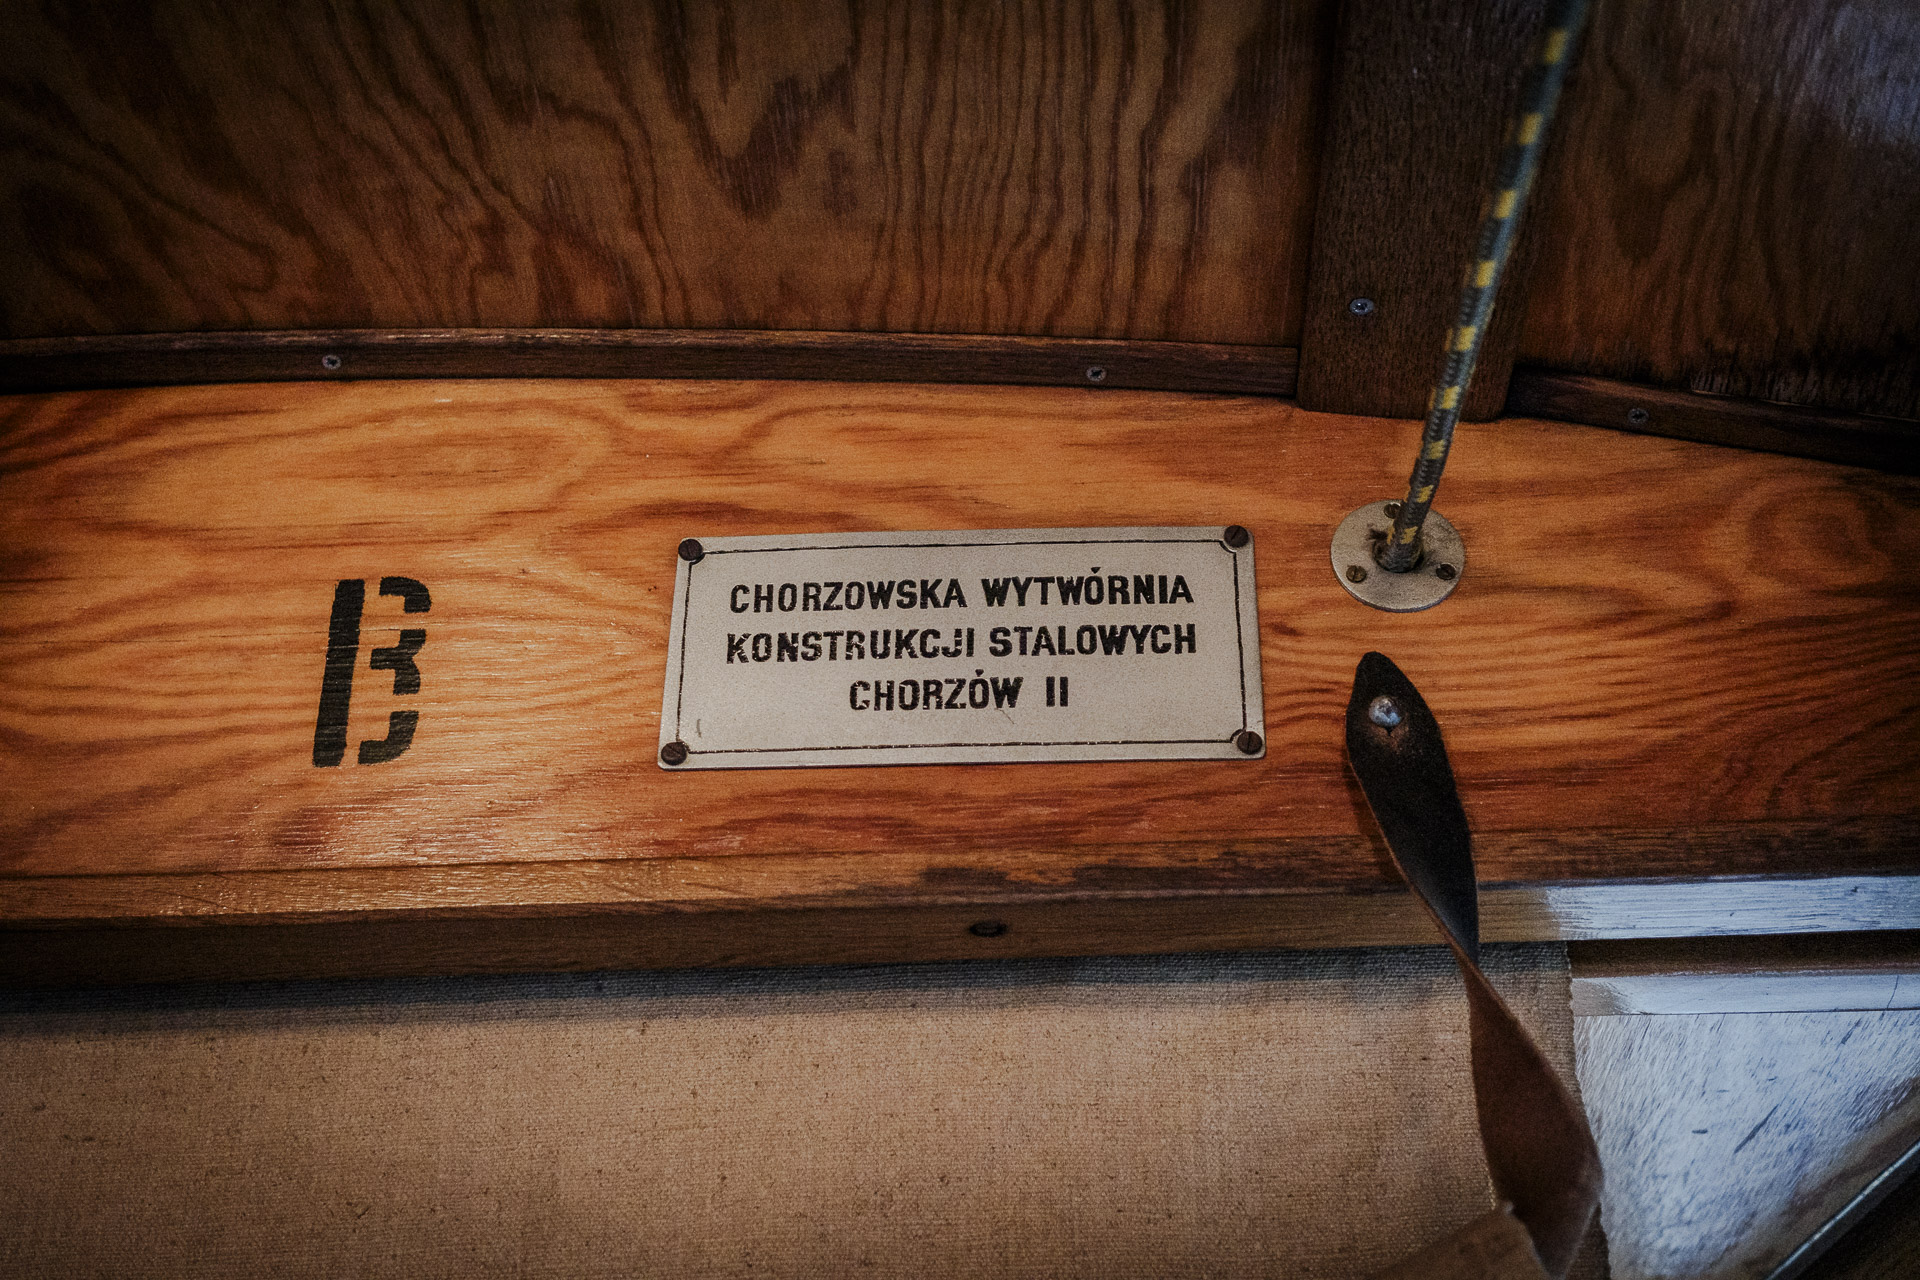 B
CHORZOWSKA WYTWÓRNIA
KONSTRUKCJI STALOWYCH
CHORZÓW II